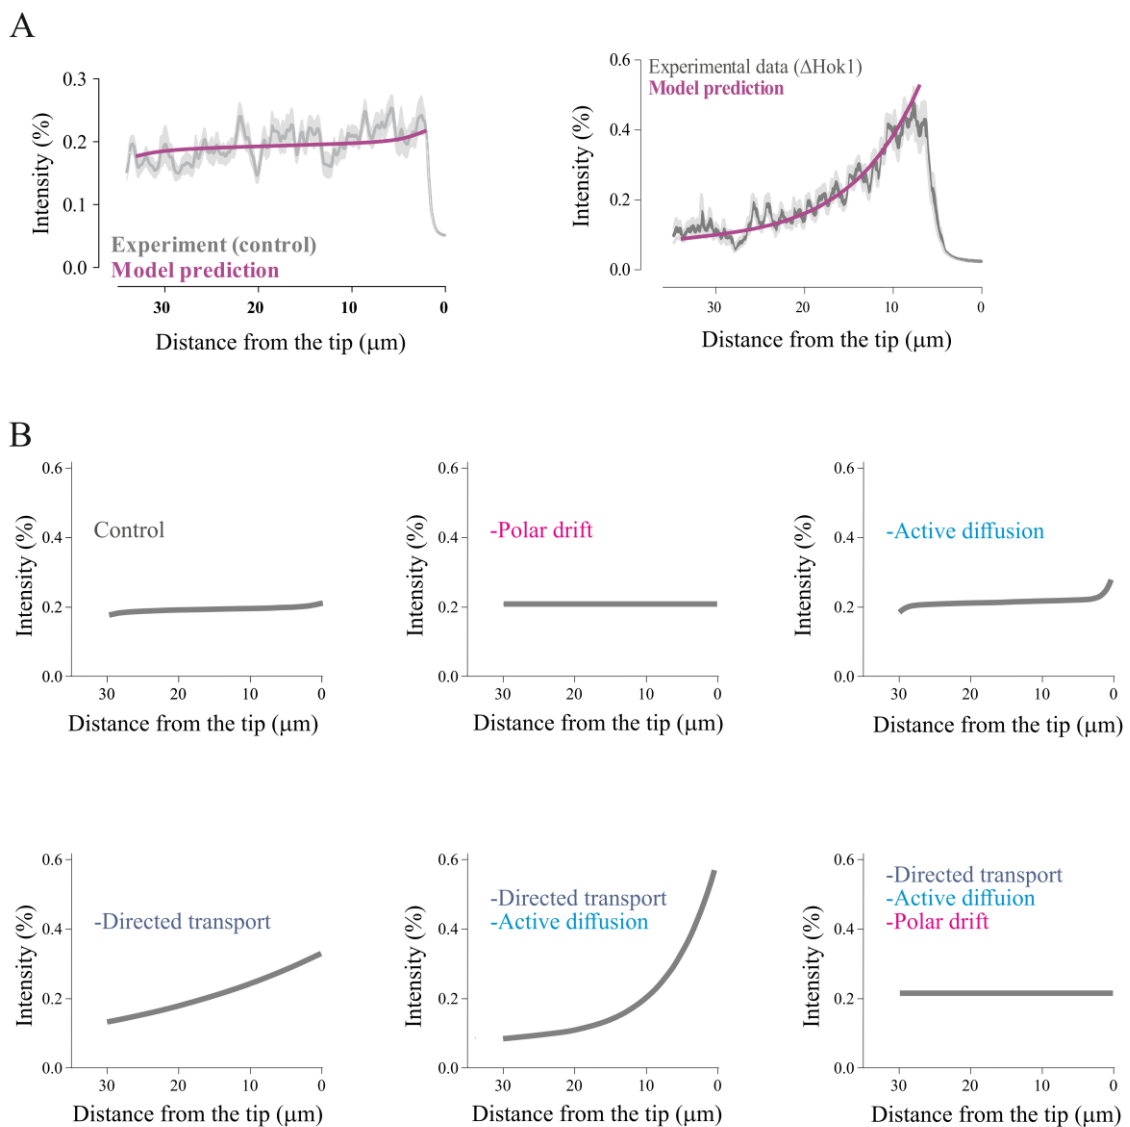 A
0.3
0.2
0.1
0.0
Intensity (%)
Experiment (control)
Model prediction
30
20
10
0
Distance from the tip (μm)
0.6
0.4
0.2
0.0
Intensity (%)
Experimental data (ΔHok1)
Model prediction
30
20
10
0
Distance from the tip (μm)
B
0.6
0.4
0.2
0.0
Intensity (%)
Control
30
20
10
0
Distance from the tip (μm)
0.6
0.4
0.2
0.0
Intensity (%)
-Polar drift
30
20
10
0
Distance from the tip (μm)
0.6
0.4
0.2
0.0
Intensity (%)
-Active diffusion
30
20
10
0
Distance from the tip (μm)
0.6
0.4
0.2
0.0
Intensity (%)
-Directed transport
30
20
10
0
Distance from the tip (μm)
0.6
0.4
0.2
0.0
Intensity (%)
-Directed transport
-Active diffusion
30
20
10
0
Distance from the tip (μm)
0.6
0.4
0.2
0.0
Intensity (%)
-Directed transport
-Active diffuion
-Polar drift
30
20
10
0
Distance from the tip (μm)